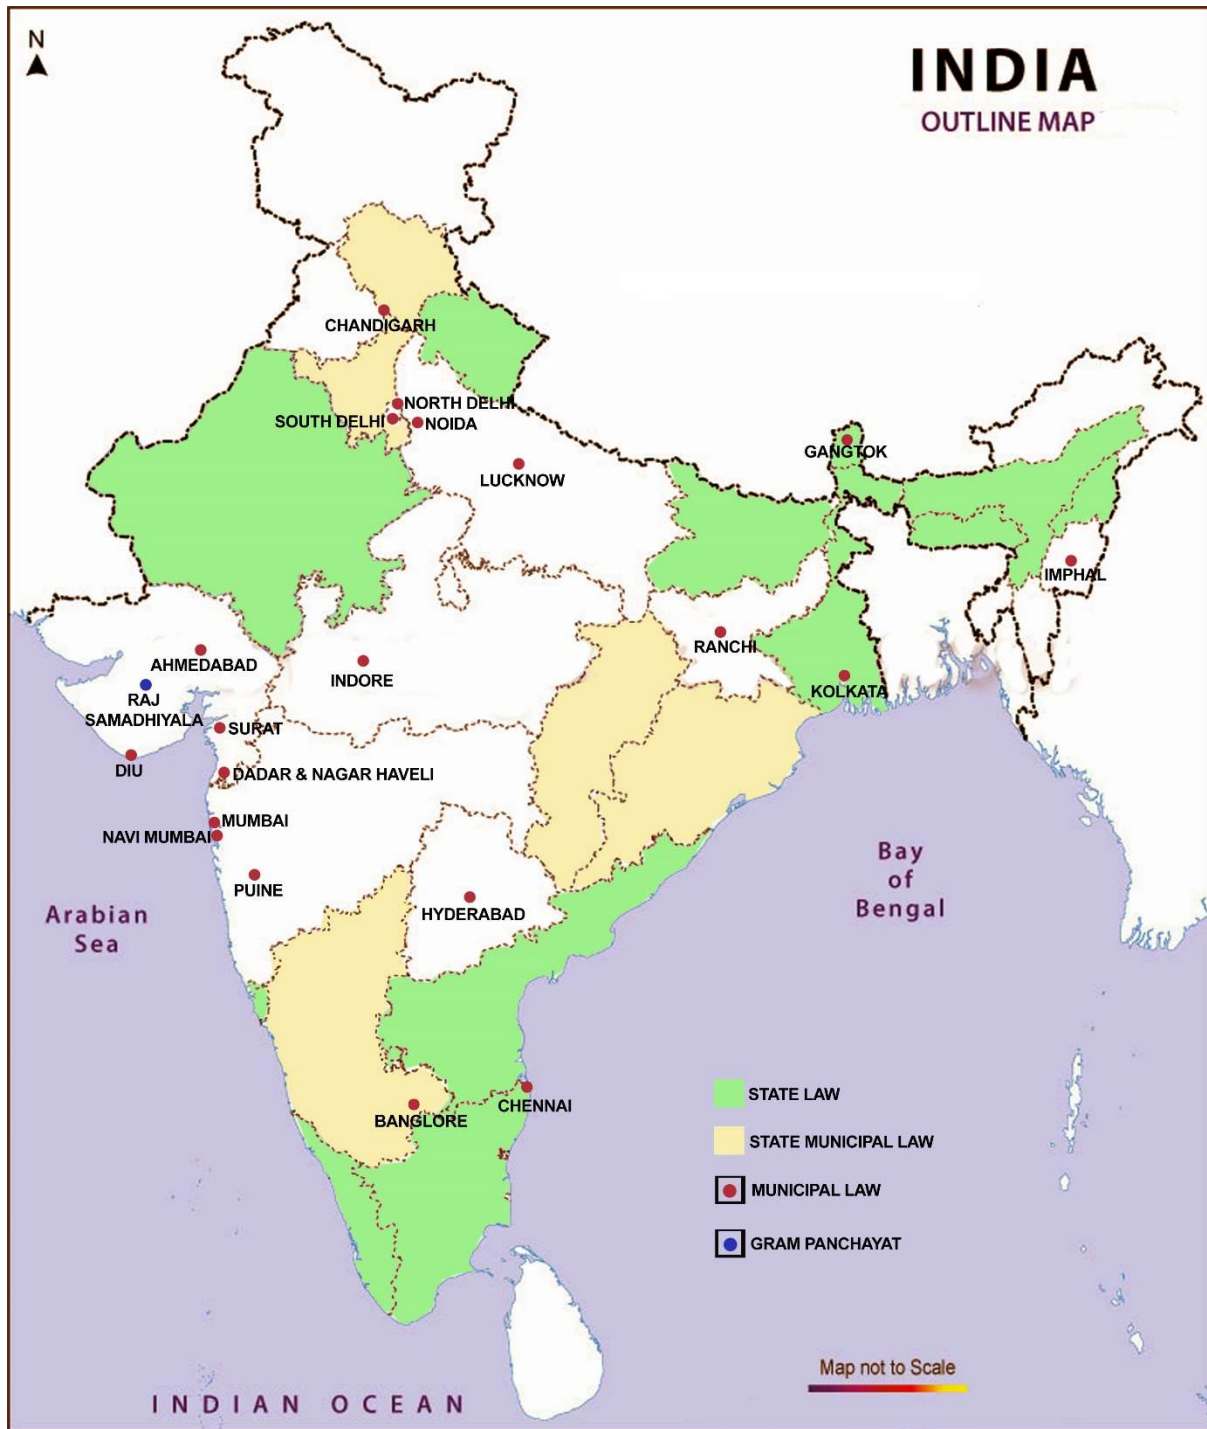 N
INDIA
OUTLINE MAP
CHANDIGARH
NORTH DELHI
SOUTH DELHI
NOIDA
LUCKNOW
GANGTOK
IMPHAL
AHMEDABAD
RAJ
SAMADHIYALA
INDORE
RANCHI
KOLKATA
SURAT
DIU
DADAR & NAGAR HAVELI
MUMBAI
NAVI MUMBAI
PUINE
HYDERABAD
Arabian
Sea
Bay
of
Bengal
BANGLORE
CHENNAI
STATE LAW
STATE MUNICIPAL LAW
MUNICIPAL LAW
GRAM PANCHAYAT
Map not to Scale
INDIAN OCEAN